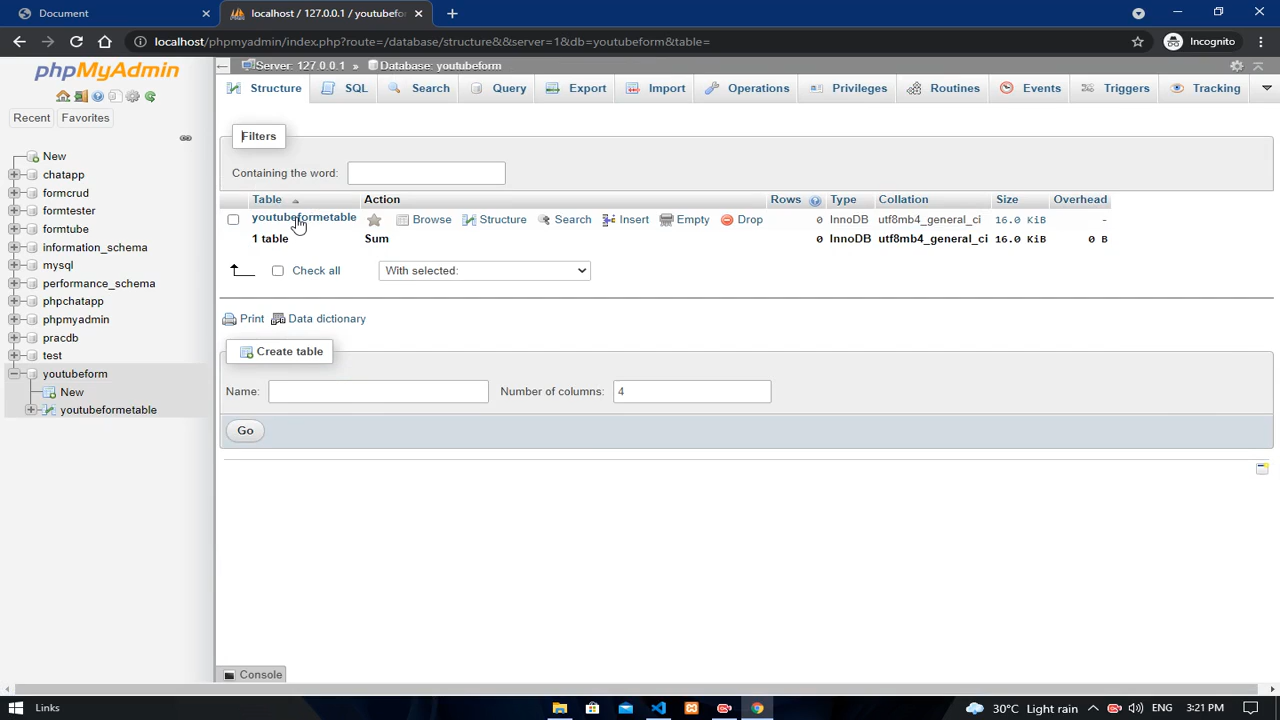 Document
localhost / 127.0.0.1 / youtubefor
localhost/phpmyadmin/index.php?route=/database/structure&&server=1&db=youtubeform&table=
Incognito
phpMyAdmin
Recent
Favorites
New
chatapp
formcrud
formtester
formtube
information_schema
mysql
performance_schema
phpchatapp
phpmyadmin
pracdb
test
youtubeform
New
youtubeformetable
Server: 127.0.0.1 » Database: youtubeform
Structure SQL Search Query Export Import Operations Privileges Routines Events Triggers Tracking
Filters
Containing the word:
Table Action Rows Type Collation Size Overhead
youtubeformetable Browse Structure Search Insert Empty Drop 0 InnoDB utf8mb4_general_ci 16.0 KiB -
1 table Sum 0 InnoDB utf8mb4_general_ci 16.0 KiB 0 B
Check all With selected:
Print Data dictionary
Create table
Name: Number of columns: 4
Go
Console
Links
30°C Light rain ENG 3:21 PM